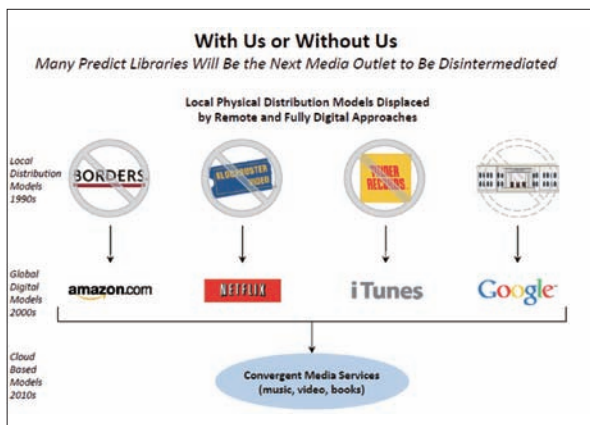 With Us or Without Us
Many Predict Libraries Will Be the Next Media Outlet to Be Disintermediated
Local Physical Distribution Models Displaced
by Remote and Fully Digital Approaches
Local
Distribution
Models
1990s
BORDERS
BLOCKBUSTER
VIDEO
TOWER
RECORDS
Global
Digital
Models
2000s
amazon.com
NETFLIX
iTunes
Google
Cloud
Based
Models
2010s
Convergent Media Services
(music, video, books)